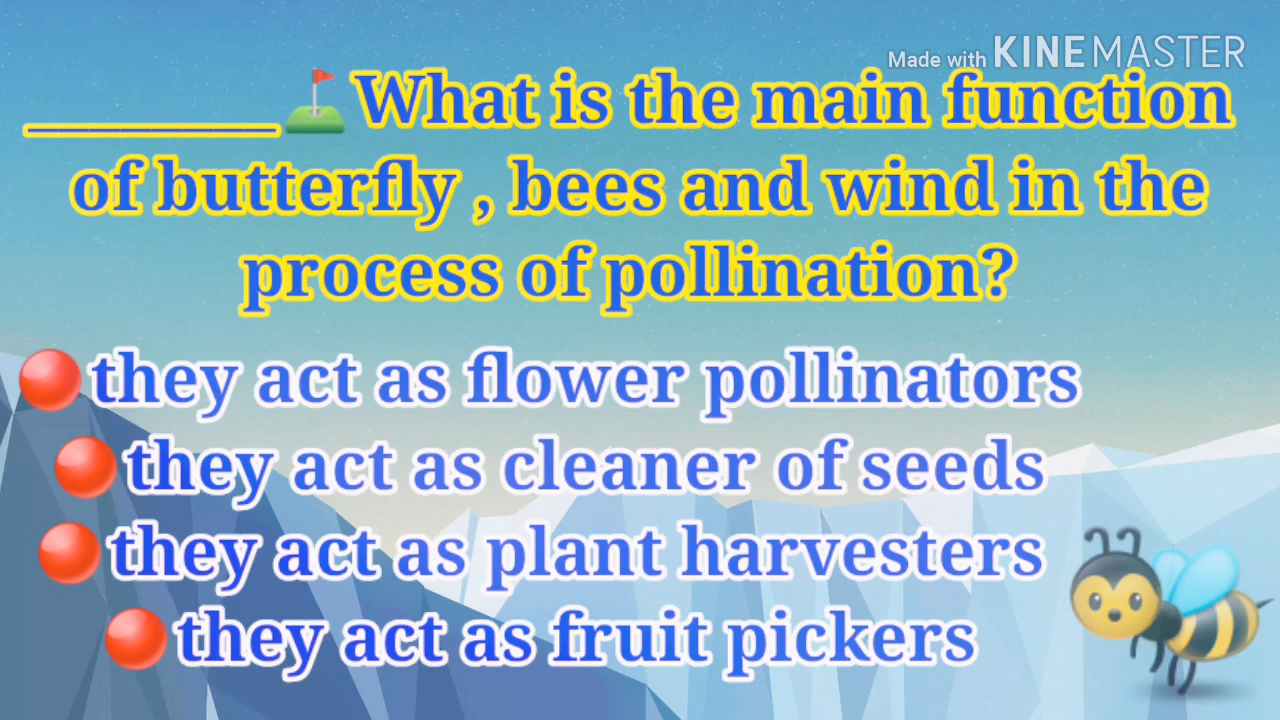 Made with KINEMASTER
________⛳What is the main function
of butterfly , bees and wind in the
process of pollination?
🔴they act as flower pollinators
🔴they act as cleaner of seeds
🔴they act as plant harvesters
🔴they act as fruit pickers